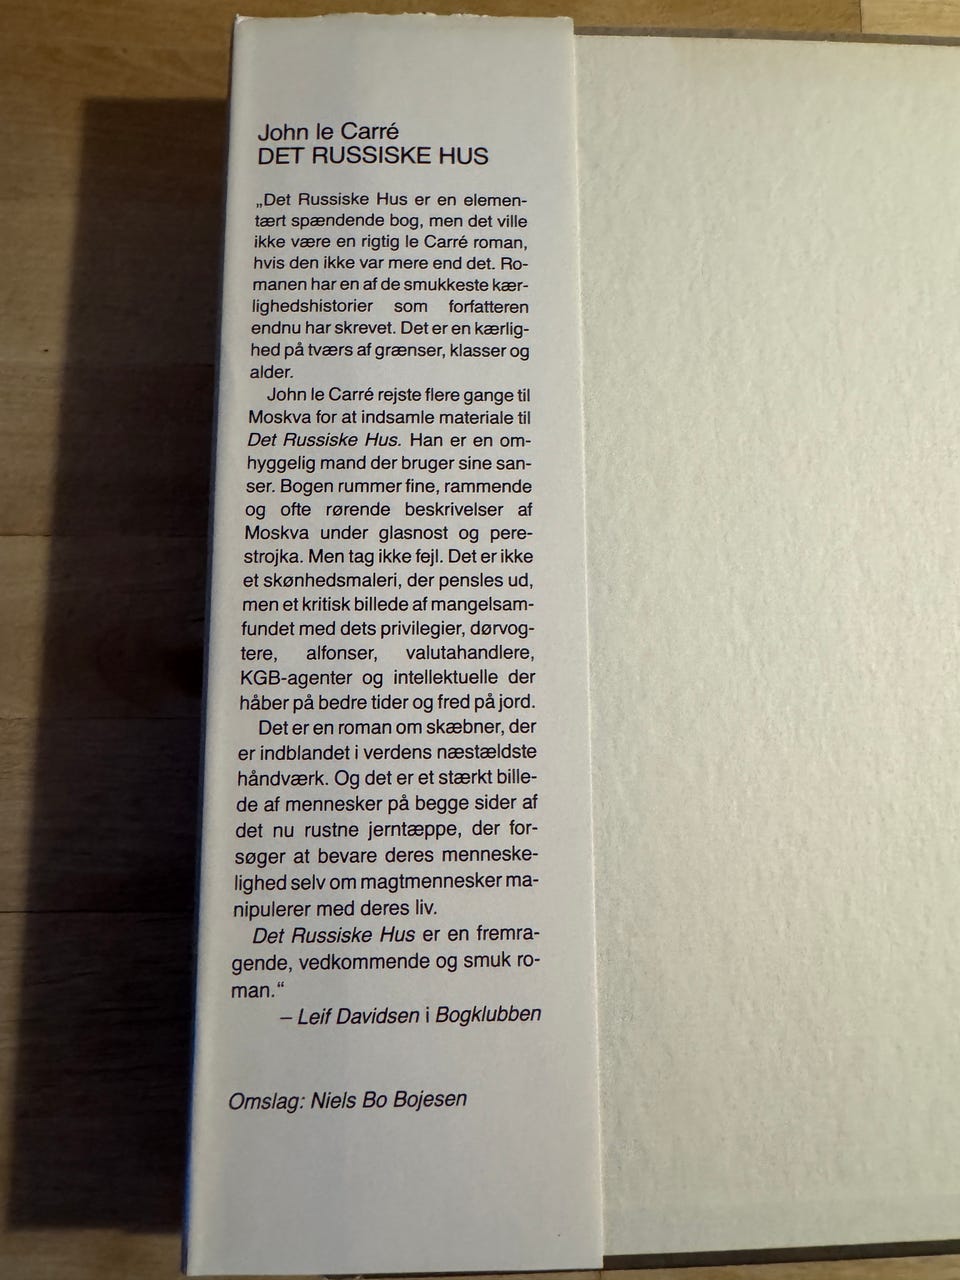 John le Carré
DET RUSSISKE HUS
„Det Russiske Hus er en elemen-
tært spændende bog, men det ville
ikke være en rigtig le Carré roman,
hvis den ikke var mere end det. Ro-
manen har en af de smukkeste kær-
lighedshistorier som forfatteren
endnu har skrevet. Det er en kærlig-
hed på tværs af grænser, klasser og
alder.
John le Carré rejste flere gange til
Moskva for at indsamle materiale til
Det Russiske Hus. Han er en om-
hyggelig mand der bruger sine san-
ser. Bogen rummer fine, rammende
og ofte rørende beskrivelser af
Moskva under glasnost og pere-
strojka. Men tag ikke fejl. Det er ikke
et skønhedsmaleri, der pensles ud,
men et kritisk billede af mangelsam-
fundet med dets privilegier, dørvog-
tere, alfonser, valutahandlere,
KGB-agenter og intellektuelle der
håber på bedre tider og fred på jord.
Det er en roman om skæbner, der
er indblandet i verdens næstældste
håndværk. Og det er et stærkt bille-
de af mennesker på begge sider af
det nu rustne jerntæppe, der for-
søger at bevare deres menneske-
lighed selv om magtmennesker ma-
nipulerer med deres liv.
Det Russiske Hus er en fremra-
gende, vedkommende og smuk ro-
man.“
– Leif Davidsen i Bogklubben
Omslag: Niels Bo Bojesen